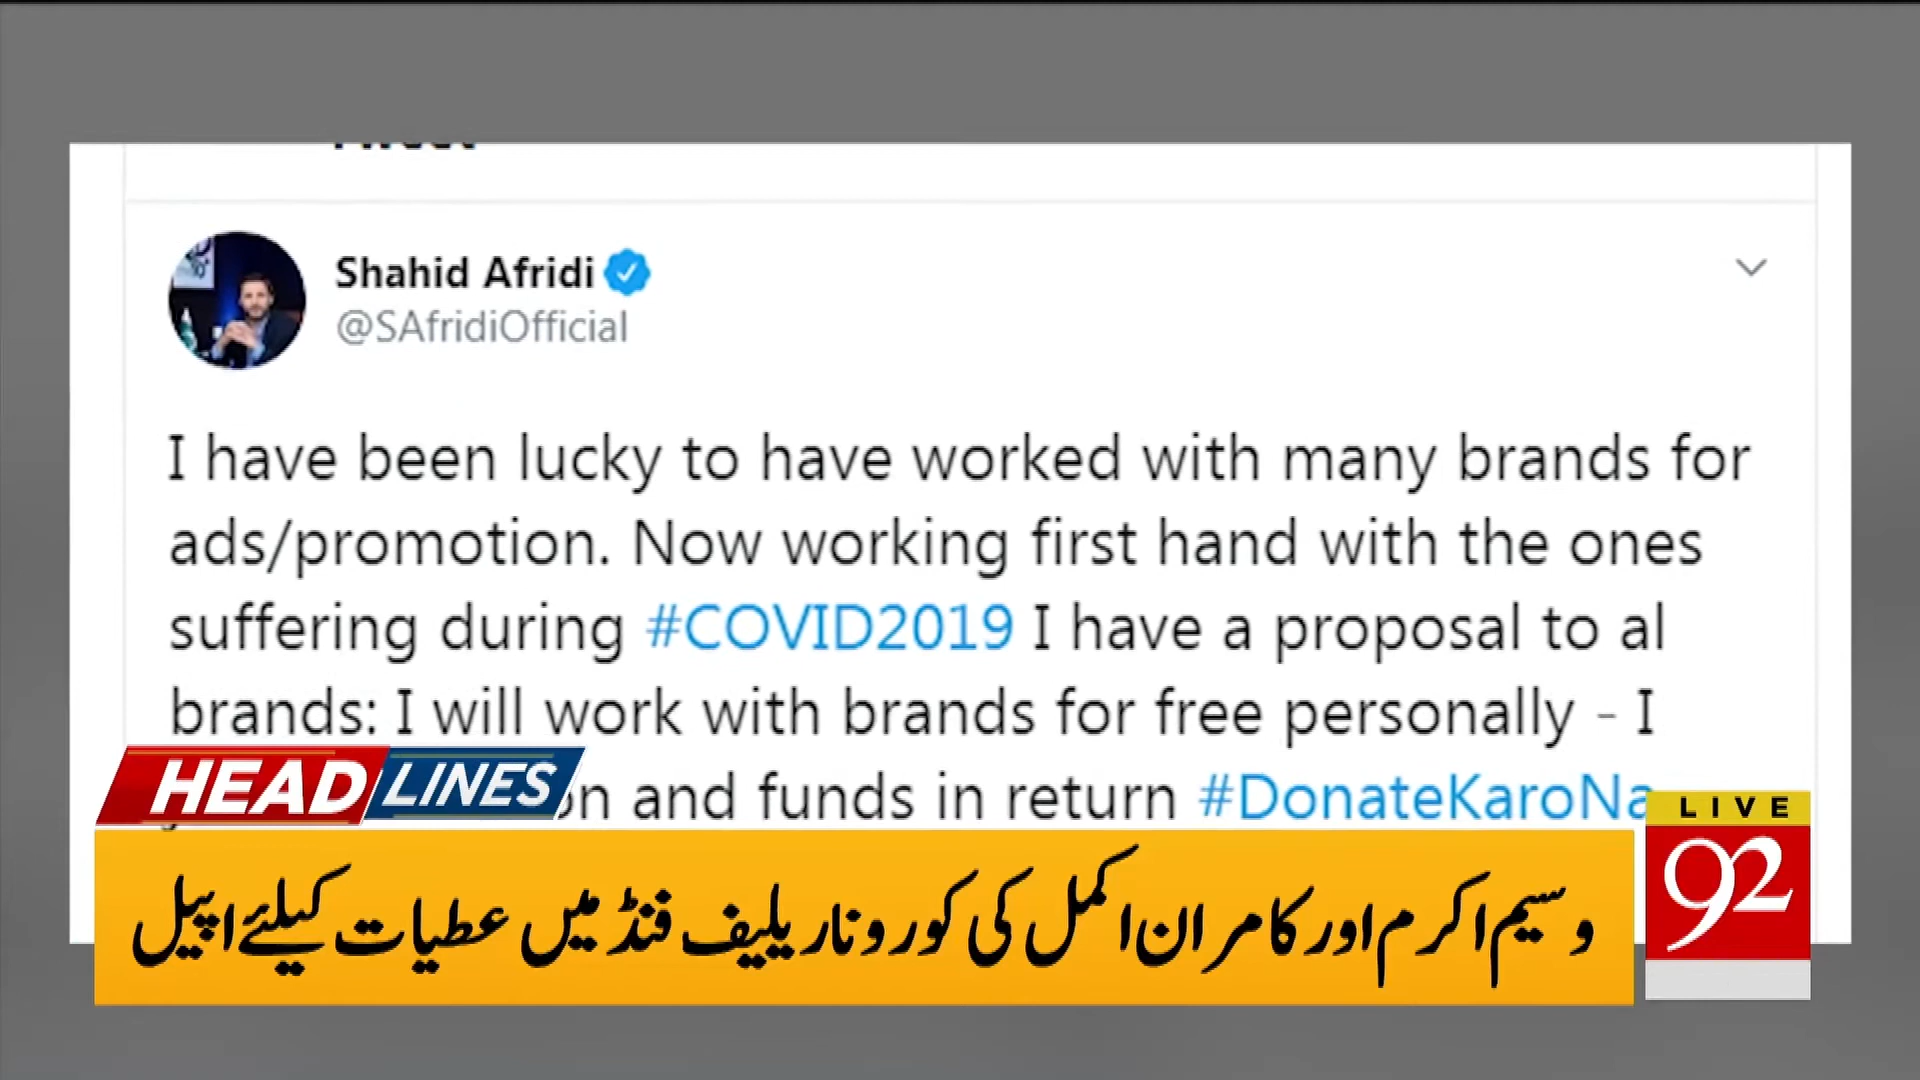 Shahid Afridi
@SAfridiOfficial
I have been lucky to have worked with many brands for
ads/promotion. Now working first hand with the ones
suffering during #COVID2019 I have a proposal to al
brands: I will work with brands for free personally - I
and funds in return #DonateKaroNa
HEADLINES
LIVE
92
وسیم اکرم اور کامران اکمل کی کورونا ریلیف فنڈ میں عطیات کیلئے اپیل